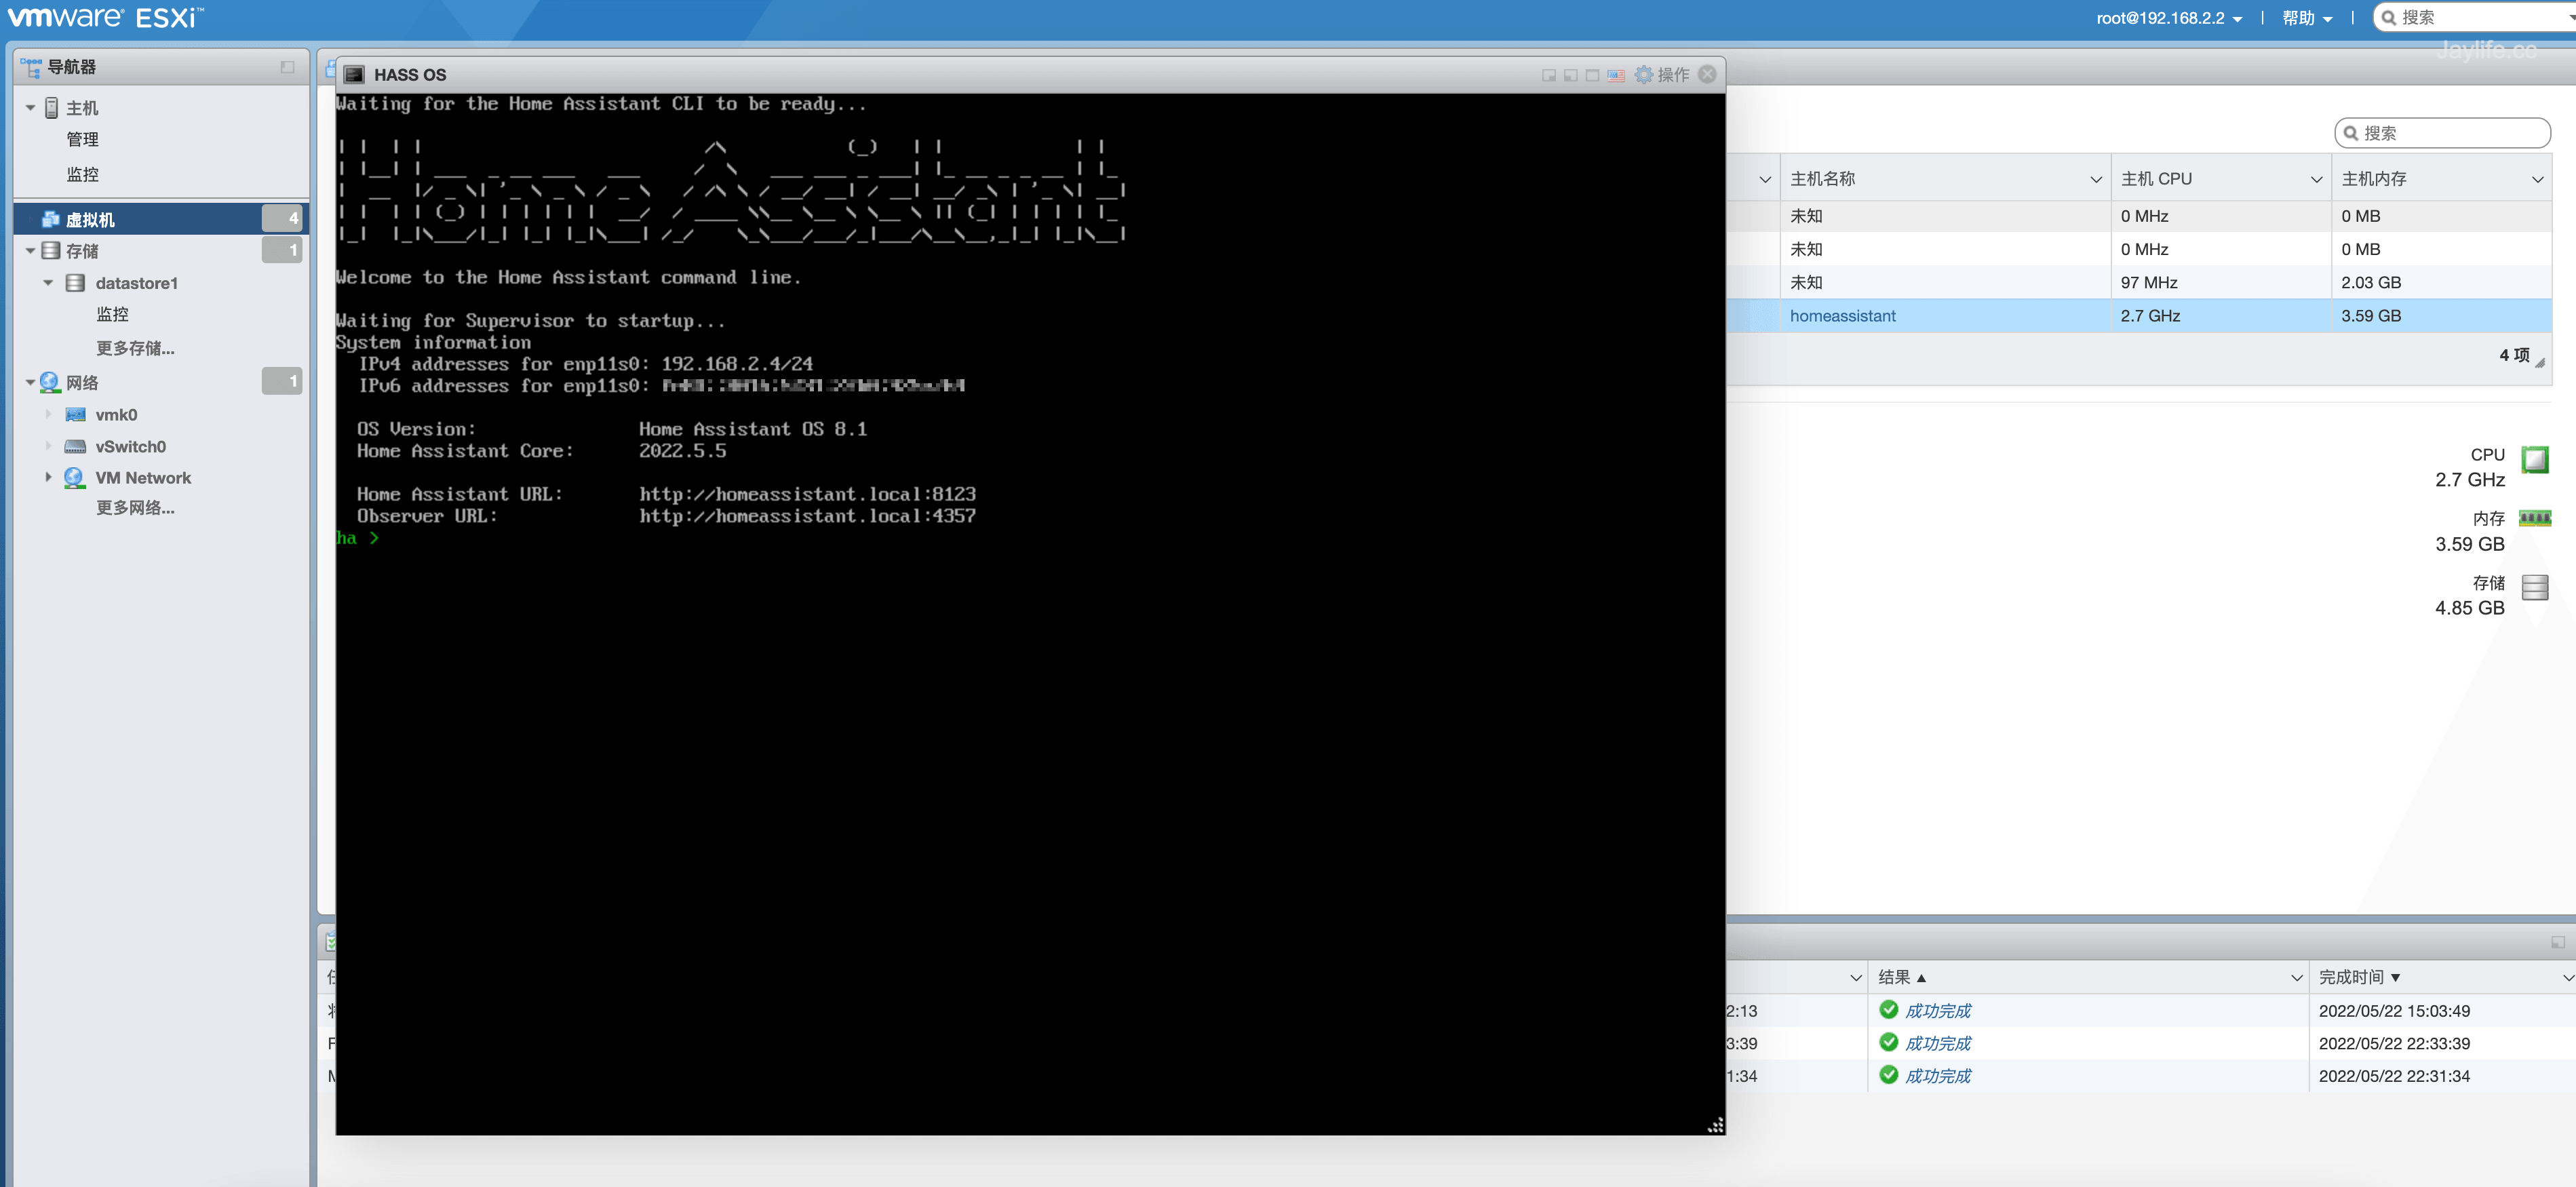 vmware® ESXi™
root@192.168.2.2
帮助
搜索
Jaylife.cc
导航器
主机
管理
监控
虚拟机 4
存储 1
datastore1
监控
更多存储...
网络 1
vmk0
vSwitch0
VM Network
更多网络...
HASS OS
操作
Waiting for the Home Assistant CLI to be ready...
Home Assistant
Welcome to the Home Assistant command line.
Waiting for Supervisor to startup...
System information
IPv4 addresses for enp11s0: 192.168.2.4/24
IPv6 addresses for enp11s0:
OS Version: Home Assistant OS 8.1
Home Assistant Core: 2022.5.5
Home Assistant URL: http://homeassistant.local:8123
Observer URL: http://homeassistant.local:4357
ha >
搜索
主机名称 主机 CPU 主机内存
未知 0 MHz 0 MB
未知 0 MHz 0 MB
未知 97 MHz 2.03 GB
homeassistant 2.7 GHz 3.59 GB
4 项
CPU
2.7 GHz
内存
3.59 GB
存储
4.85 GB
结果 ▲ 完成时间 ▼
2:13 成功完成 2022/05/22 15:03:49
3:39 成功完成 2022/05/22 22:33:39
1:34 成功完成 2022/05/22 22:31:34